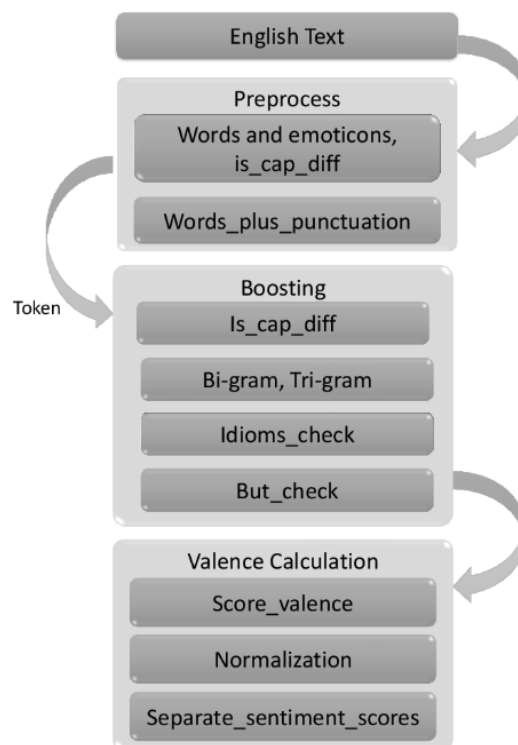 English Text
Preprocess
Words and emoticons,
is_cap_diff
Words_plus_punctuation
Token
Boosting
Is_cap_diff
Bi-gram, Tri-gram
Idioms_check
But_check
Valence Calculation
Score_valence
Normalization
Separate_sentiment_scores